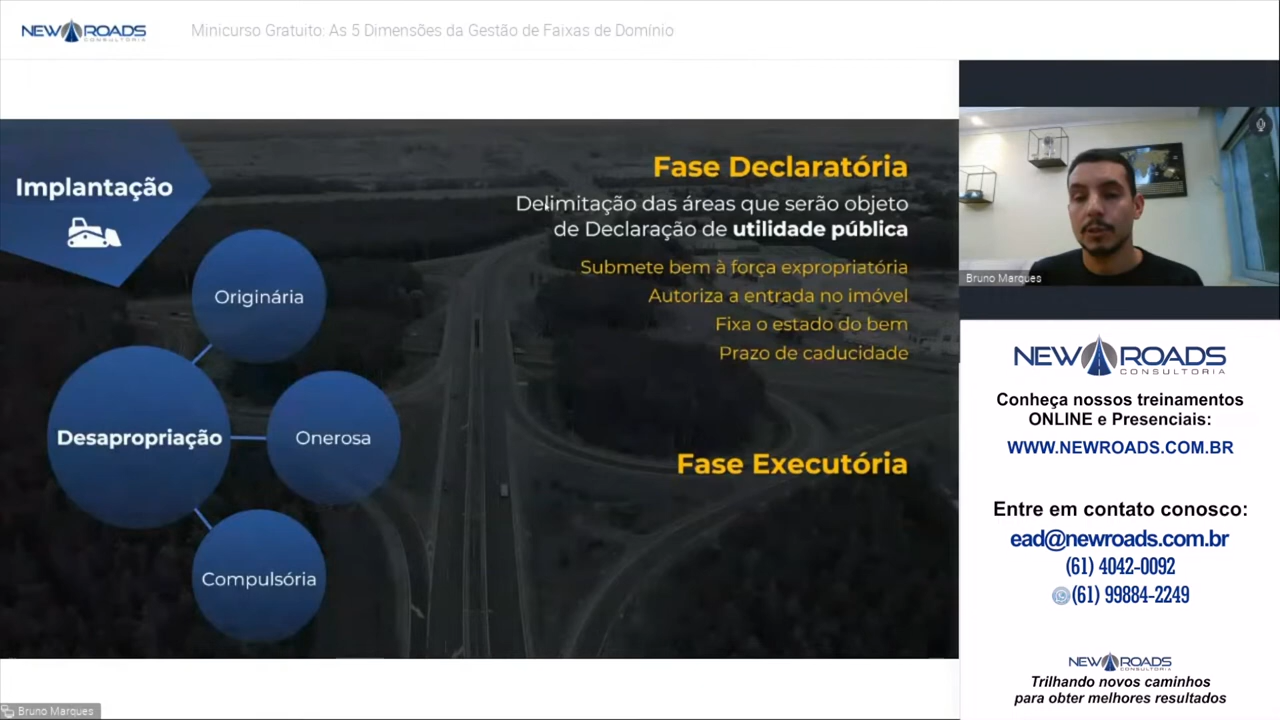 NEW ROADS
CONSULTORIA
Minicurso Gratuito: As 5 Dimensões da Gestão de Faixas de Domínio
Implantação
Originária
Desapropriação
Onerosa
Compulsória
Fase Declaratória
Delimitação das áreas que serão objeto
de Declaração de utilidade pública
Submete bem à força expropriatória
Autoriza a entrada no imóvel
Fixa o estado do bem
Prazo de caducidade
Fase Executória
Bruno Marques
NEW ROADS
CONSULTORIA
Conheça nossos treinamentos
ONLINE e Presenciais:
WWW.NEWROADS.COM.BR
Entre em contato conosco:
ead@newroads.com.br
(61) 4042-0092
(61) 99884-2249
NEW ROADS
CONSULTORIA
Trilhando novos caminhos
para obter melhores resultados
Bruno Marques